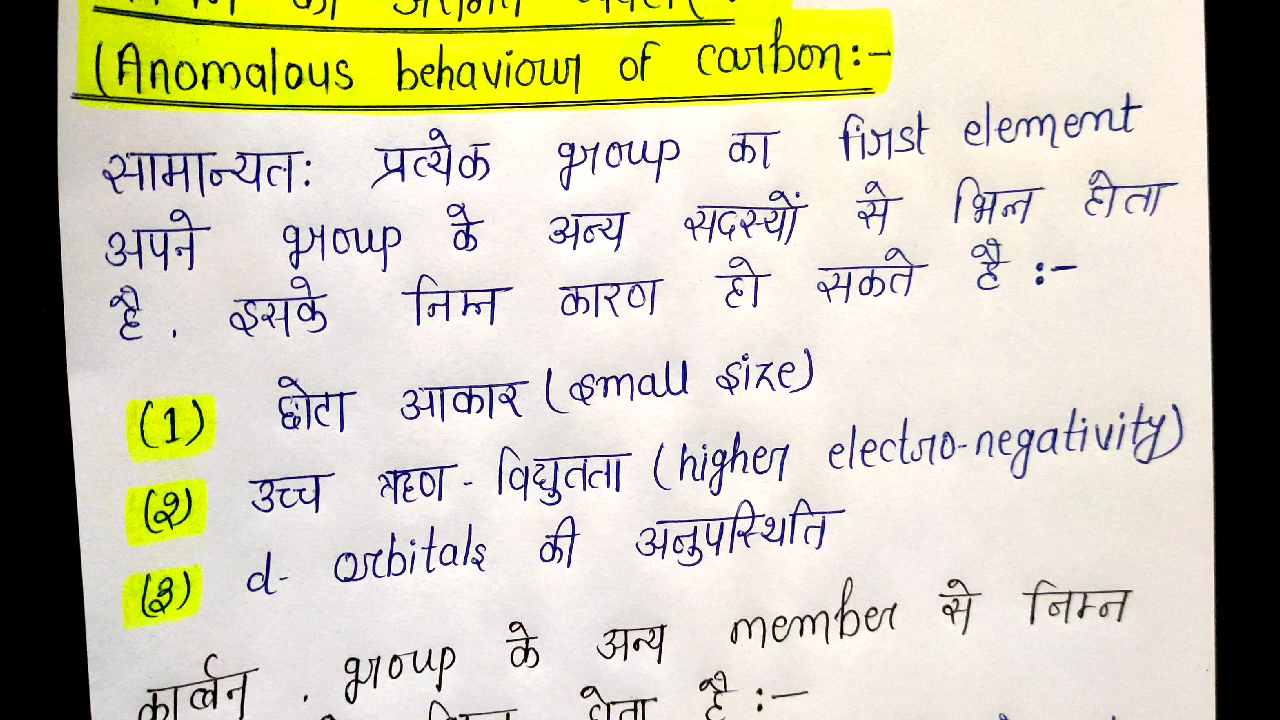 का
(Anomalous behaviour of carbon:-
सामान्यतः प्रत्येक group का first element
अपने group के अन्य सदस्यों से भिन्न होता
है. इसके निम्न कारण हो सकते है :-
(1) छोटा आकार (small size)
(2) उच्च ऋण - विद्युतता (higher electro-negativity)
(3) d- orbitals की अनुपस्थिति
कार्बन . group के अन्य member से निम्न
होता है :-